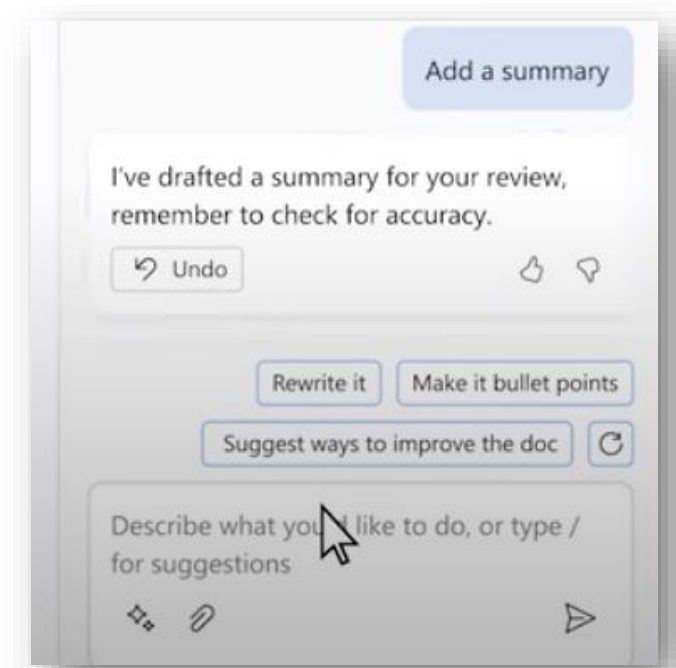 Add a summary
I've drafted a summary for your review,
remember to check for accuracy.
Undo
Rewrite it
Make it bullet points
Suggest ways to improve the doc
Describe what you'd like to do, or type /
for suggestions